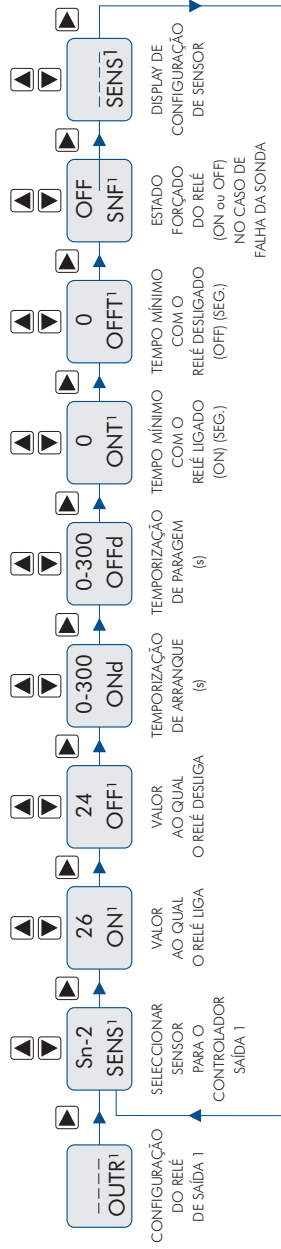 ----
OUTR¹
CONFIGURAÇÃO
DO RELÉ
DE SAÍDA 1
Sn-2
SENS¹
SELECCIONAR
SENSOR
PARA O
CONTROLADOR
SAÍDA 1
26
ON¹
VALOR
AO QUAL
O RELÉ LIGA
24
OFF¹
VALOR
AO QUAL
O RELÉ DESLIGA
0-300
ONd
TEMPORIZAÇÃO
DE ARRANQUE
(s)
0-300
OFFd
TEMPORIZAÇÃO
DE PARAGEM
(s)
0
ONT¹
TEMPO MÍNIMO
COM O
RELÉ LIGADO
(ON) (SEG.)
0
OFFT¹
TEMPO MÍNIMO
COM O
RELÉ DESLIGADO
(OFF) (SEG.)
OFF
SNF¹
ESTADO
FORÇADO
DO RELÉ
(ON ou OFF)
NO CASO DE
FALHA DA SONDA
----
SENS¹
DISPLAY DE
CONFIGURAÇÃO
DE SENSOR